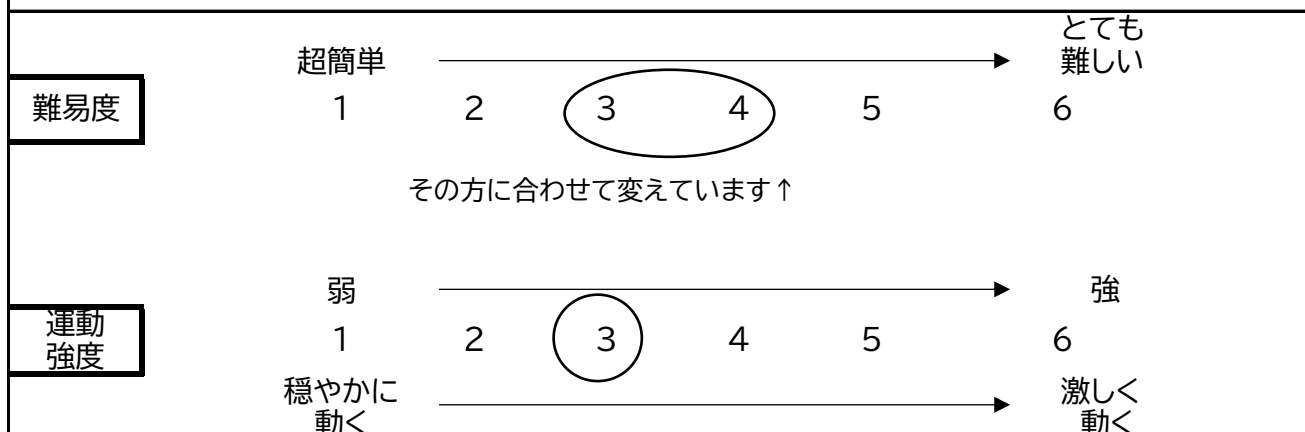 とても
超簡単 難しい
難易度 1 2 3 4 5 6
その方に合わせて変えています↑
弱 強
運動
強度
1 2 3 4 5 6
穏やかに 激しく
動く 動く